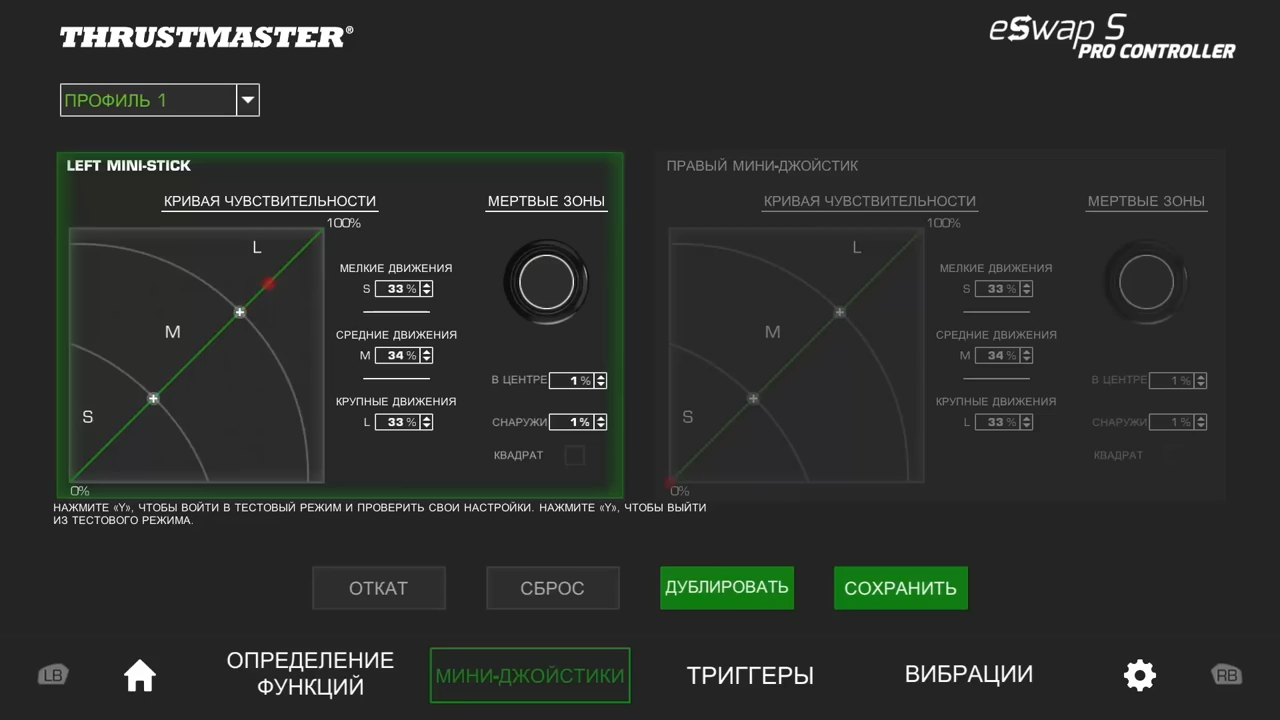 THRUSTMASTER®
eSwap S
PRO CONTROLLER
ПРОФИЛЬ 1
LEFT MINI-STICK
КРИВАЯ ЧУВСТВИТЕЛЬНОСТИ
МЕРТВЫЕ ЗОНЫ
100%
L
МЕЛКИЕ ДВИЖЕНИЯ
S 33 %
M
СРЕДНИЕ ДВИЖЕНИЯ
M 34 %
В ЦЕНТРЕ 1 %
КРУПНЫЕ ДВИЖЕНИЯ
S
L 33 %
СНАРУЖИ 1 %
КВАДРАТ
0%
ПРАВЫЙ МИНИ-ДЖОЙСТИК
КРИВАЯ ЧУВСТВИТЕЛЬНОСТИ
МЕРТВЫЕ ЗОНЫ
100%
L
МЕЛКИЕ ДВИЖЕНИЯ
S 33 %
M
СРЕДНИЕ ДВИЖЕНИЯ
M 34 %
В ЦЕНТРЕ 1 %
КРУПНЫЕ ДВИЖЕНИЯ
S
L 33 %
СНАРУЖИ 1 %
КВАДРАТ
0%
НАЖМИТЕ «Y», ЧТОБЫ ВОЙТИ В ТЕСТОВЫЙ РЕЖИМ И ПРОВЕРИТЬ СВОИ НАСТРОЙКИ. НАЖМИТЕ «Y», ЧТОБЫ ВЫЙТИ
ИЗ ТЕСТОВОГО РЕЖИМА.
ОТКАТ
СБРОС
ДУБЛИРОВАТЬ
СОХРАНИТЬ
LB
ОПРЕДЕЛЕНИЕ
ФУНКЦИЙ
МИНИ-ДЖОЙСТИКИ
ТРИГГЕРЫ
ВИБРАЦИИ
RB